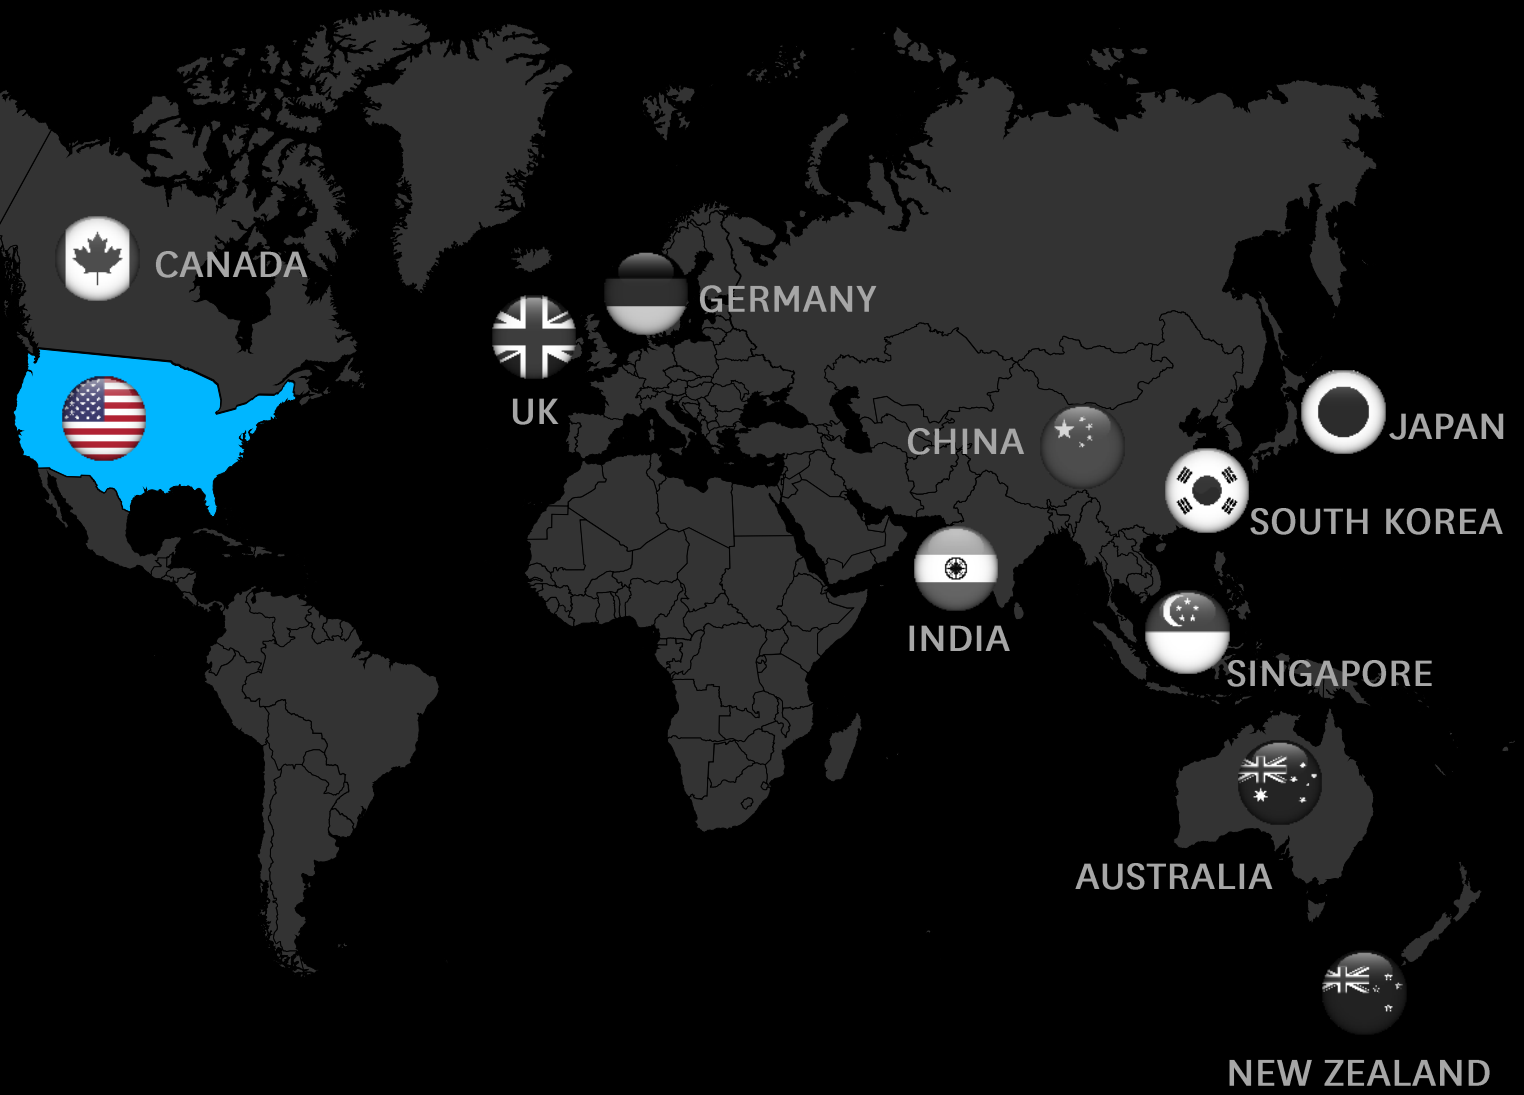 CANADA
GERMANY
UK
CHINA
JAPAN
SOUTH KOREA
INDIA
SINGAPORE
AUSTRALIA
NEW ZEALAND